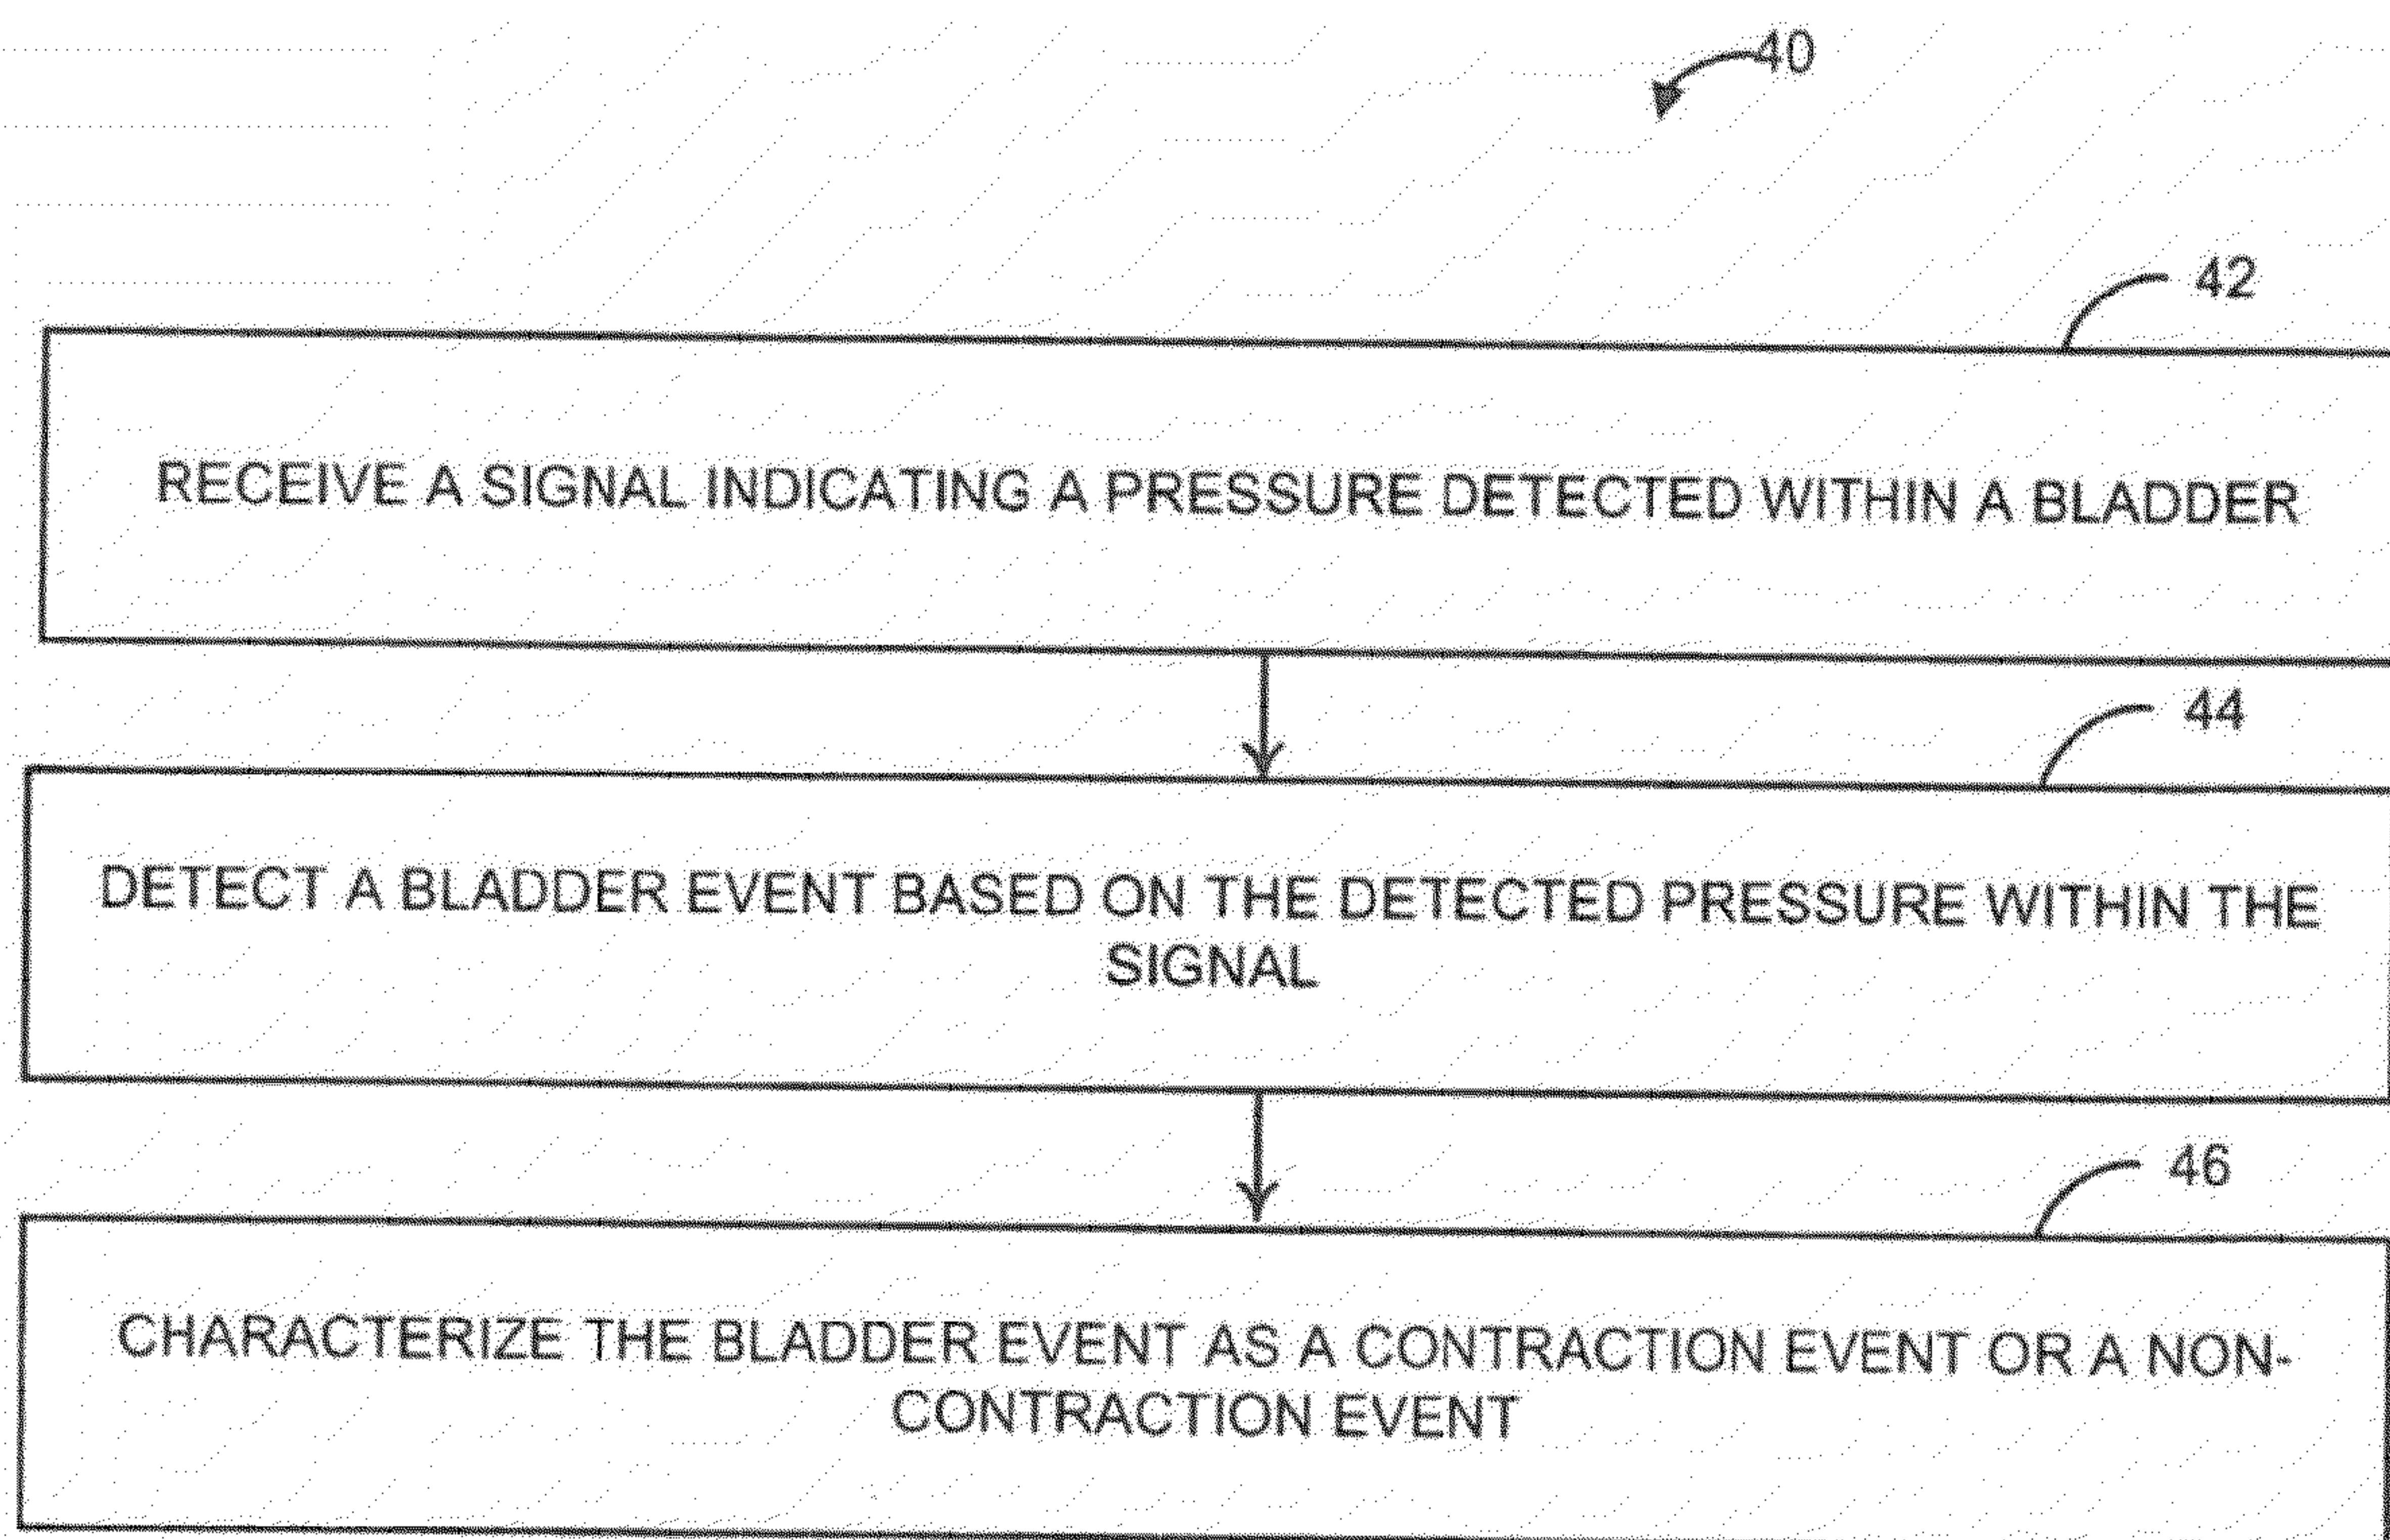 40
42
RECEIVE A SIGNAL INDICATING A PRESSURE DETECTED WITHIN A BLADDER
44
DETECT A BLADDER EVENT BASED ON THE DETECTED PRESSURE WITHIN THE
SIGNAL
46
CHARACTERIZE THE BLADDER EVENT AS A CONTRACTION EVENT OR A NON-
CONTRACTION EVENT